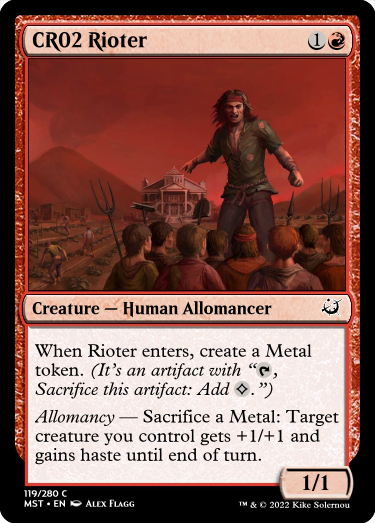 CR02 Rioter 1
Creature — Human Allomancer
When Rioter enters, create a Metal
token. (It's an artifact with “,
Sacrifice this artifact: Add .”)
Allomancy — Sacrifice a Metal: Target
creature you control gets +1/+1 and
gains haste until end of turn.
1/1
119/280 C
MST • EN Alex Flagg
™ & © 2022 Kike Solernou